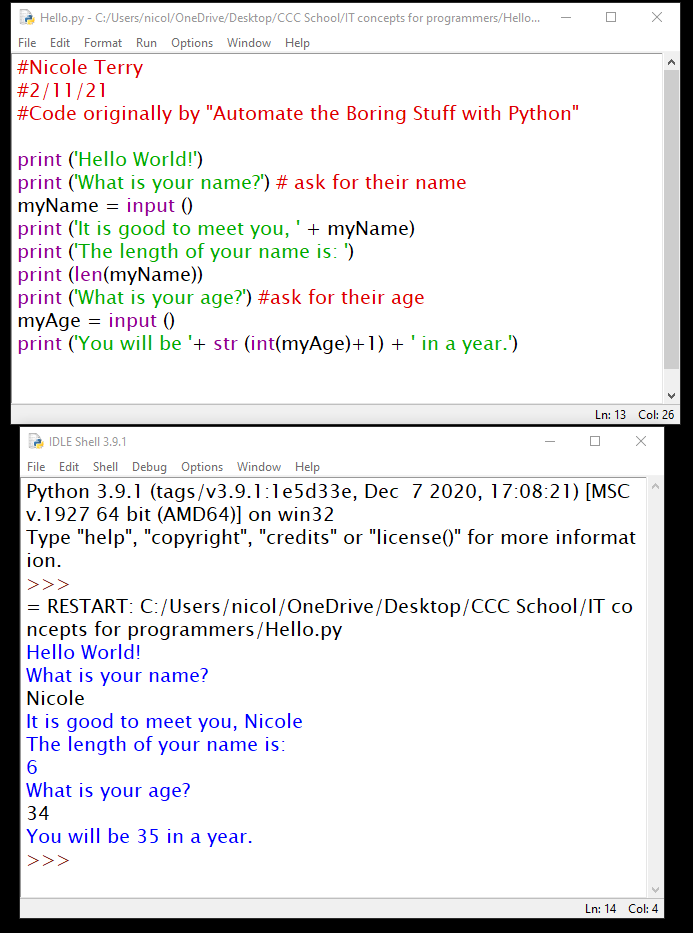 Hello.py - C:/Users/nicol/OneDrive/Desktop/CCC School/IT concepts for programmers/Hello...
File Edit Format Run Options Window Help
#Nicole Terry
#2/11/21
#Code originally by "Automate the Boring Stuff with Python"
print ('Hello World!')
print ('What is your name?') # ask for their name
myName = input ()
print ('It is good to meet you, ' + myName)
print ('The length of your name is: ')
print (len(myName))
print ('What is your age?') #ask for their age
myAge = input ()
print ('You will be '+ str (int(myAge)+1) + ' in a year.')
Ln: 13 Col: 26
IDLE Shell 3.9.1
File Edit Shell Debug Options Window Help
Python 3.9.1 (tags/v3.9.1:1e5d33e, Dec  7 2020, 17:08:21) [MSC
v.1927 64 bit (AMD64)] on win32
Type "help", "copyright", "credits" or "license()" for more informat
ion.
>>>
= RESTART: C:/Users/nicol/OneDrive/Desktop/CCC School/IT co
ncepts for programmers/Hello.py
Hello World!
What is your name?
Nicole
It is good to meet you, Nicole
The length of your name is:
6
What is your age?
34
You will be 35 in a year.
>>>
Ln: 14 Col: 4